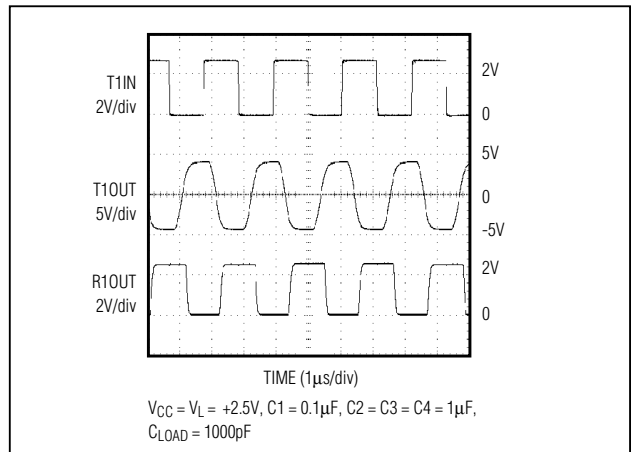 T1IN
2V/div
2V
0
T1OUT
5V/div
5V
0
-5V
R1OUT
2V/div
2V
0
TIME (1µs/div)
VCC = VL = +2.5V, C1 = 0.1µF, C2 = C3 = C4 = 1µF,
CLOAD = 1000pF